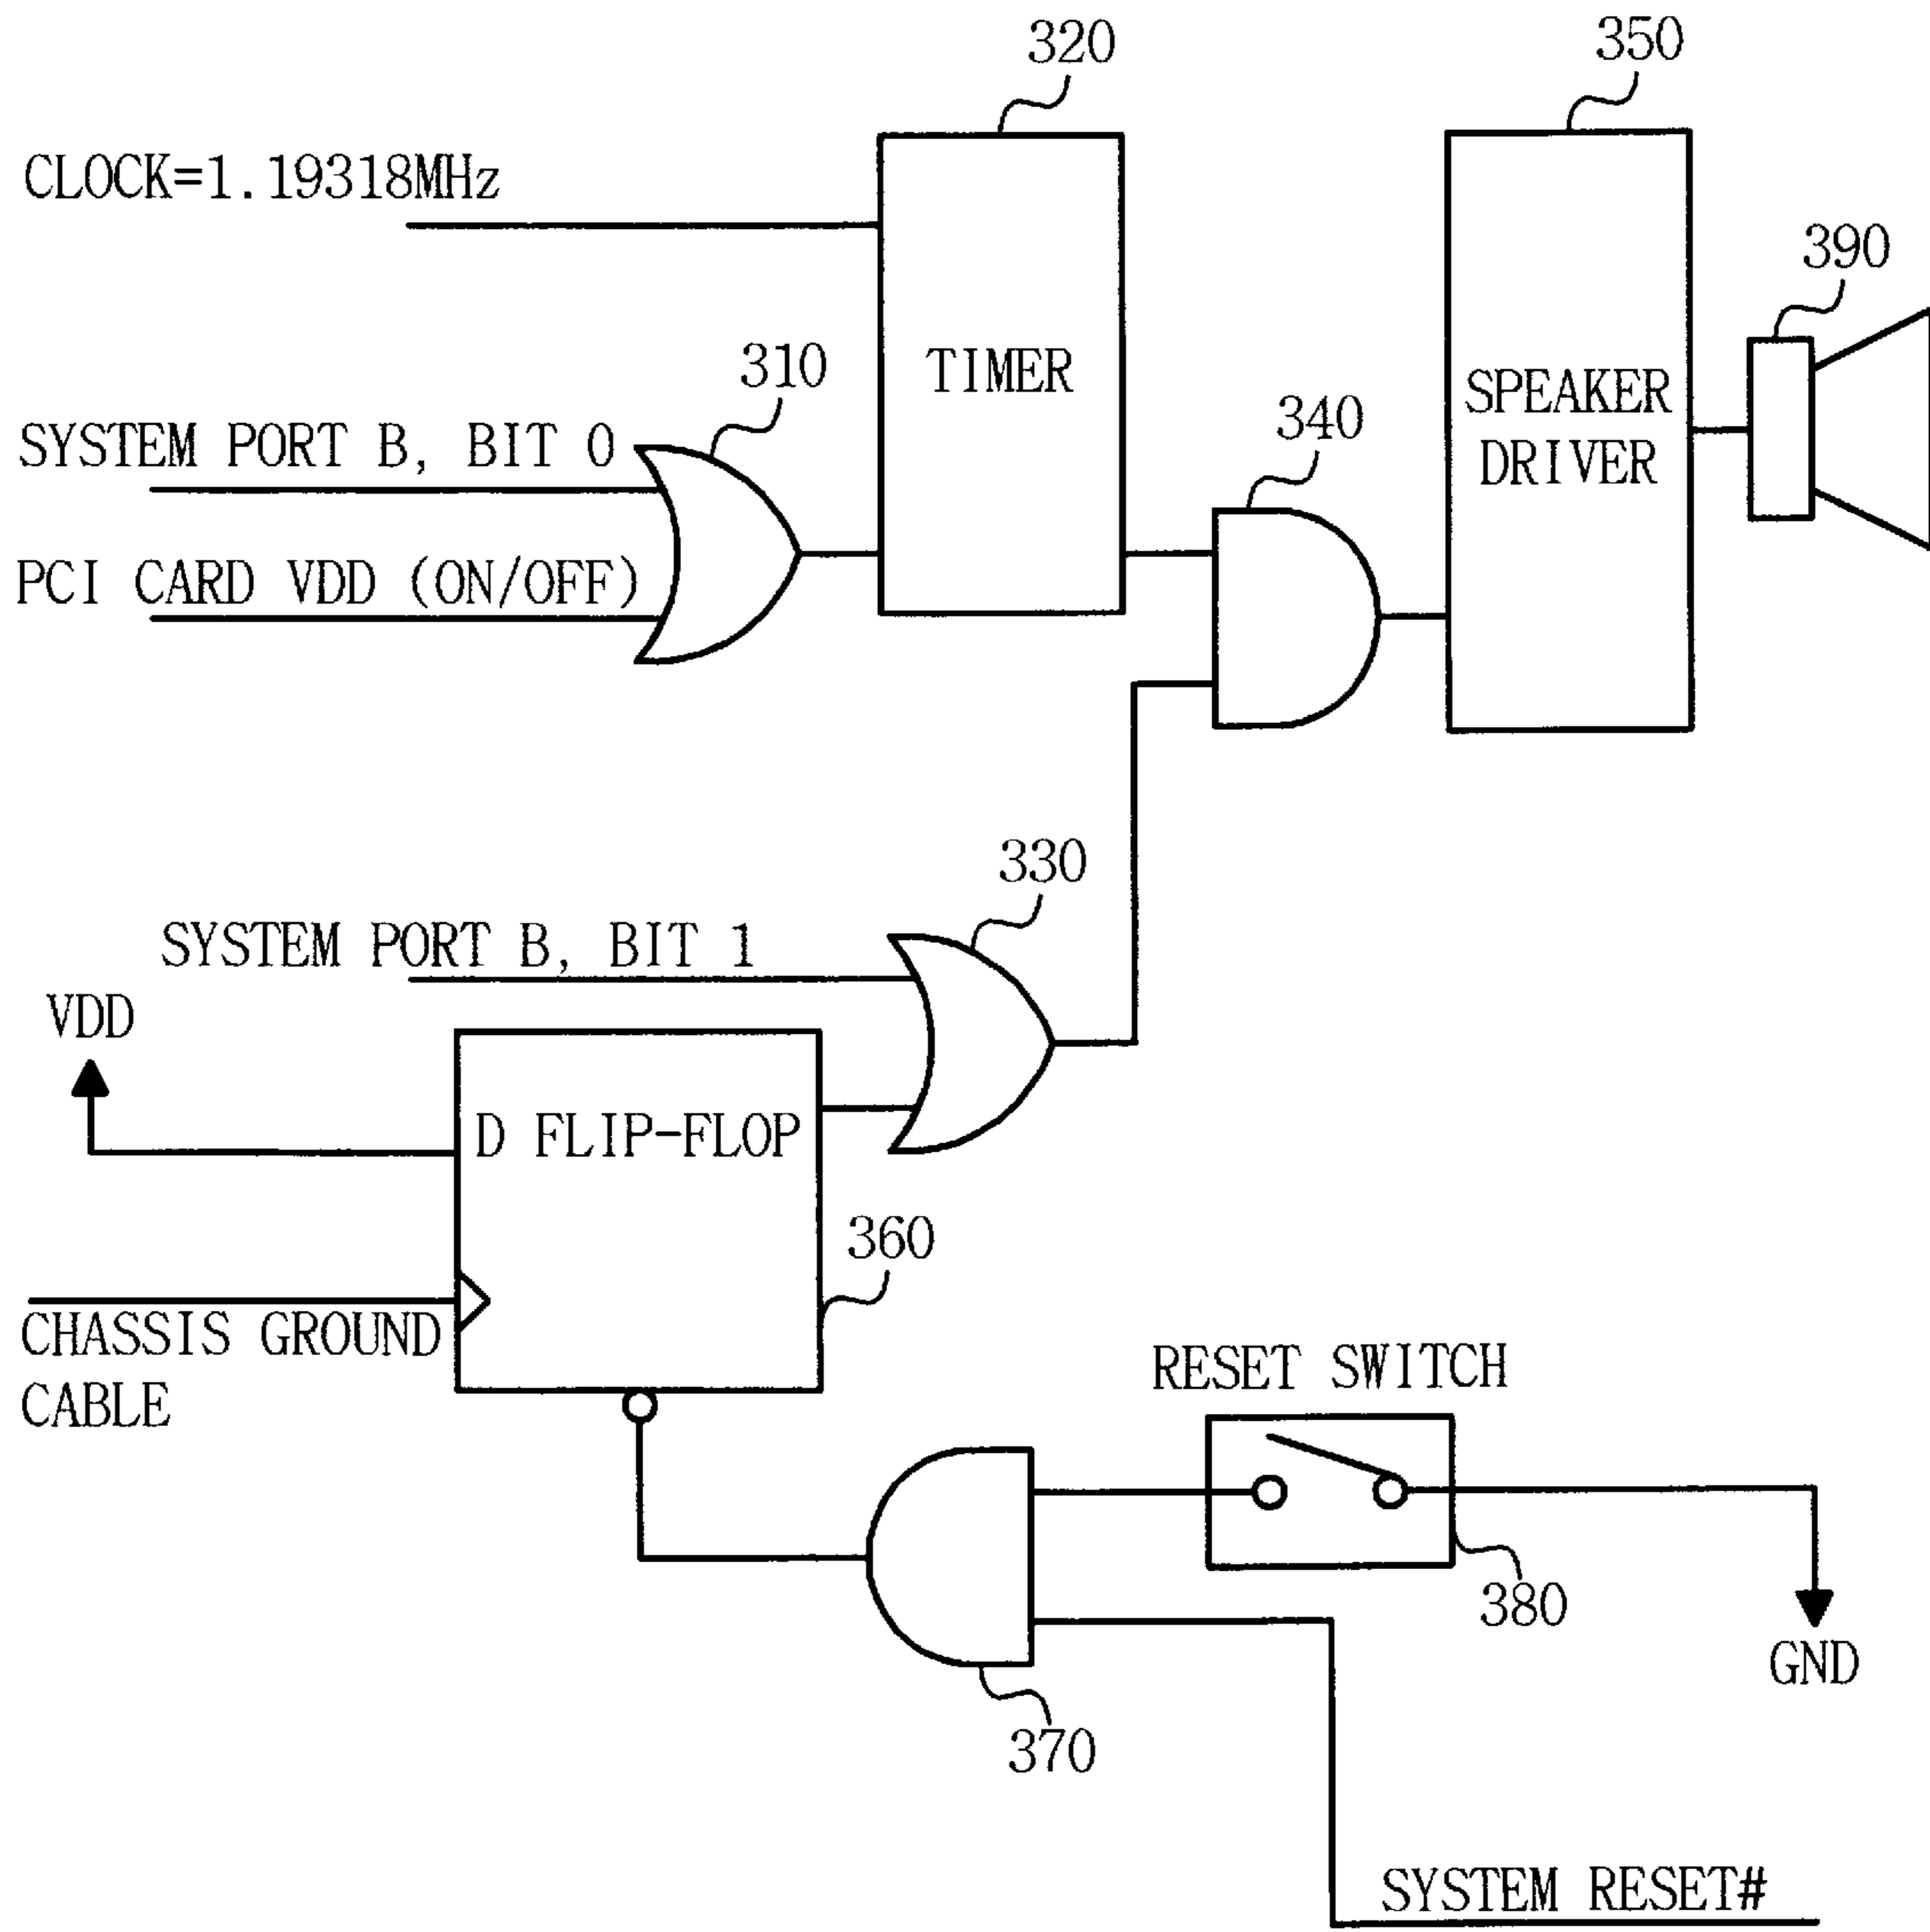 320
350
CLOCK=1.19318MHz
390
310
TIMER
SPEAKER
DRIVER
340
SYSTEM PORT B, BIT 0
PCI CARD VDD (ON/OFF)
330
SYSTEM PORT B, BIT 1
VDD
D FLIP-FLOP
360
CHASSIS GROUND
CABLE
RESET SWITCH
380
GND
370
SYSTEM RESET#